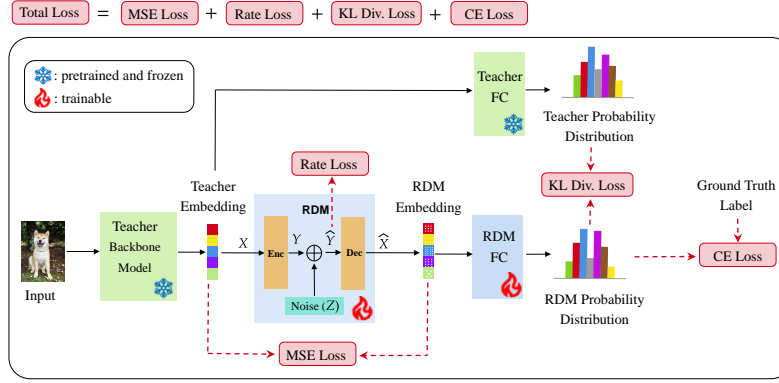 Total Loss = MSE Loss + Rate Loss + KL Div. Loss + CE Loss
: pretrained and frozen
: trainable
Teacher
FC
Teacher Probability
Distribution
Rate Loss
KL Div. Loss
Ground Truth
Label
Teacher
Embedding
RDM
RDM
Embedding
Teacher
Backbone
Model
X
Enc
Y
Ŷ
Dec
X̂
RDM
FC
CE Loss
Input
Noise (Z)
RDM Probability
Distribution
MSE Loss